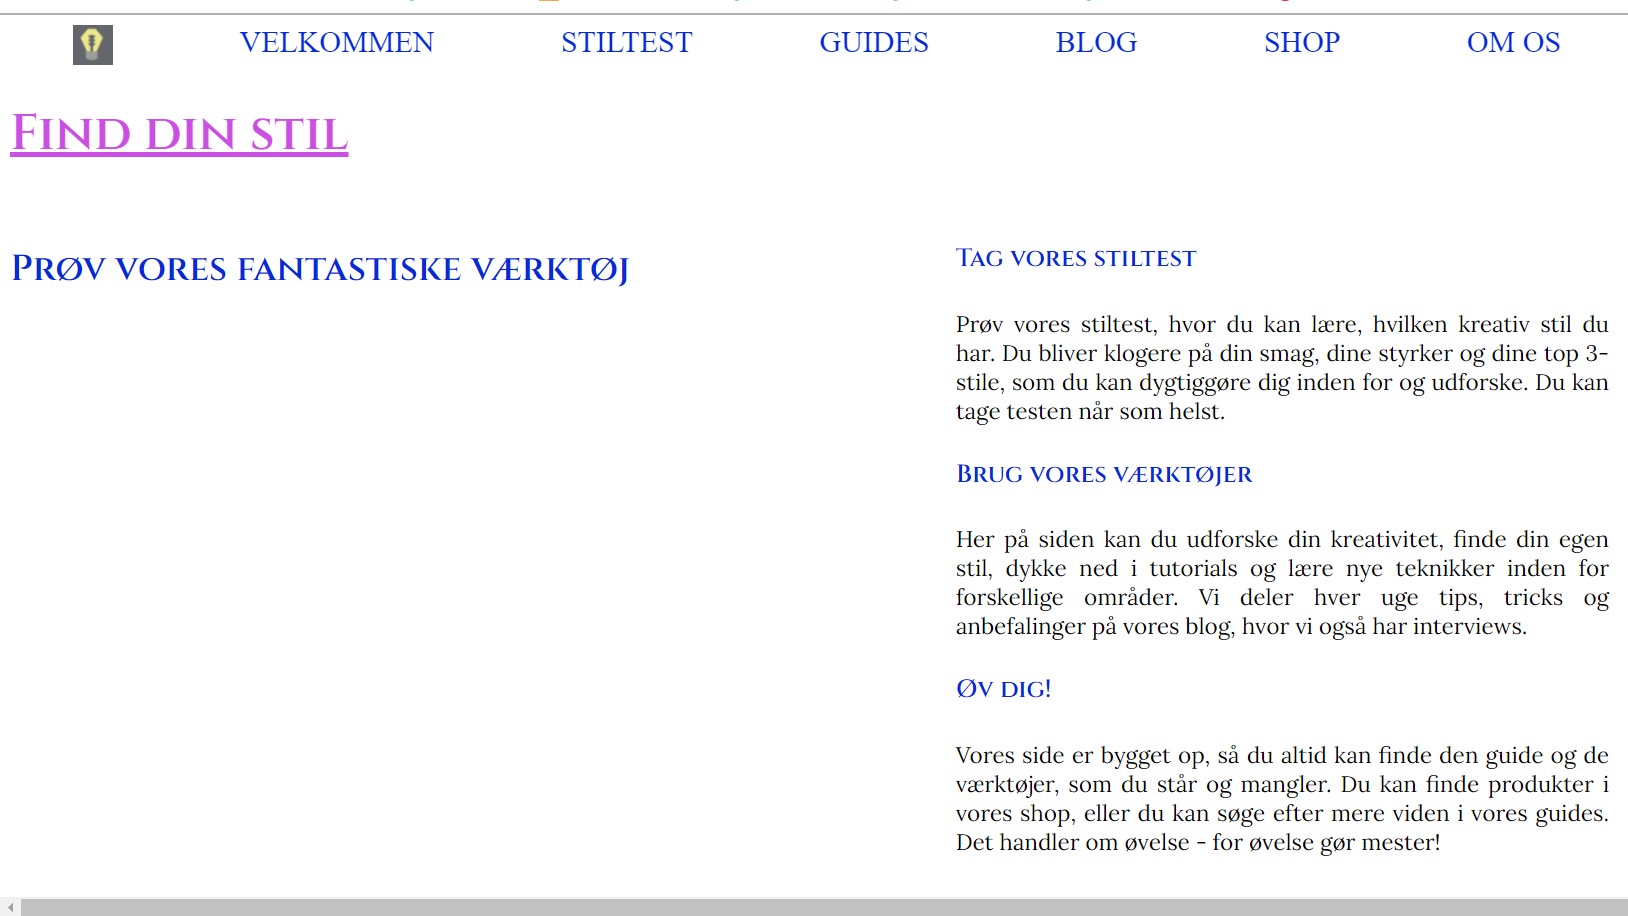 VELKOMMEN STILTEST GUIDES BLOG SHOP OM OS
Find din stil
Prøv vores fantastiske værktøj
Tag vores stiltest
Prøv vores stiltest, hvor du kan lære, hvilken kreativ stil du
har. Du bliver klogere på din smag, dine styrker og dine top 3-
stile, som du kan dygtiggøre dig inden for og udforske. Du kan
tage testen når som helst.
Brug vores værktøjer
Her på siden kan du udforske din kreativitet, finde din egen
stil, dykke ned i tutorials og lære nye teknikker inden for
forskellige områder. Vi deler hver uge tips, tricks og
anbefalinger på vores blog, hvor vi også har interviews.
Øv dig!
Vores side er bygget op, så du altid kan finde den guide og de
værktøjer, som du står og mangler. Du kan finde produkter i
vores shop, eller du kan søge efter mere viden i vores guides.
Det handler om øvelse - for øvelse gør mester!